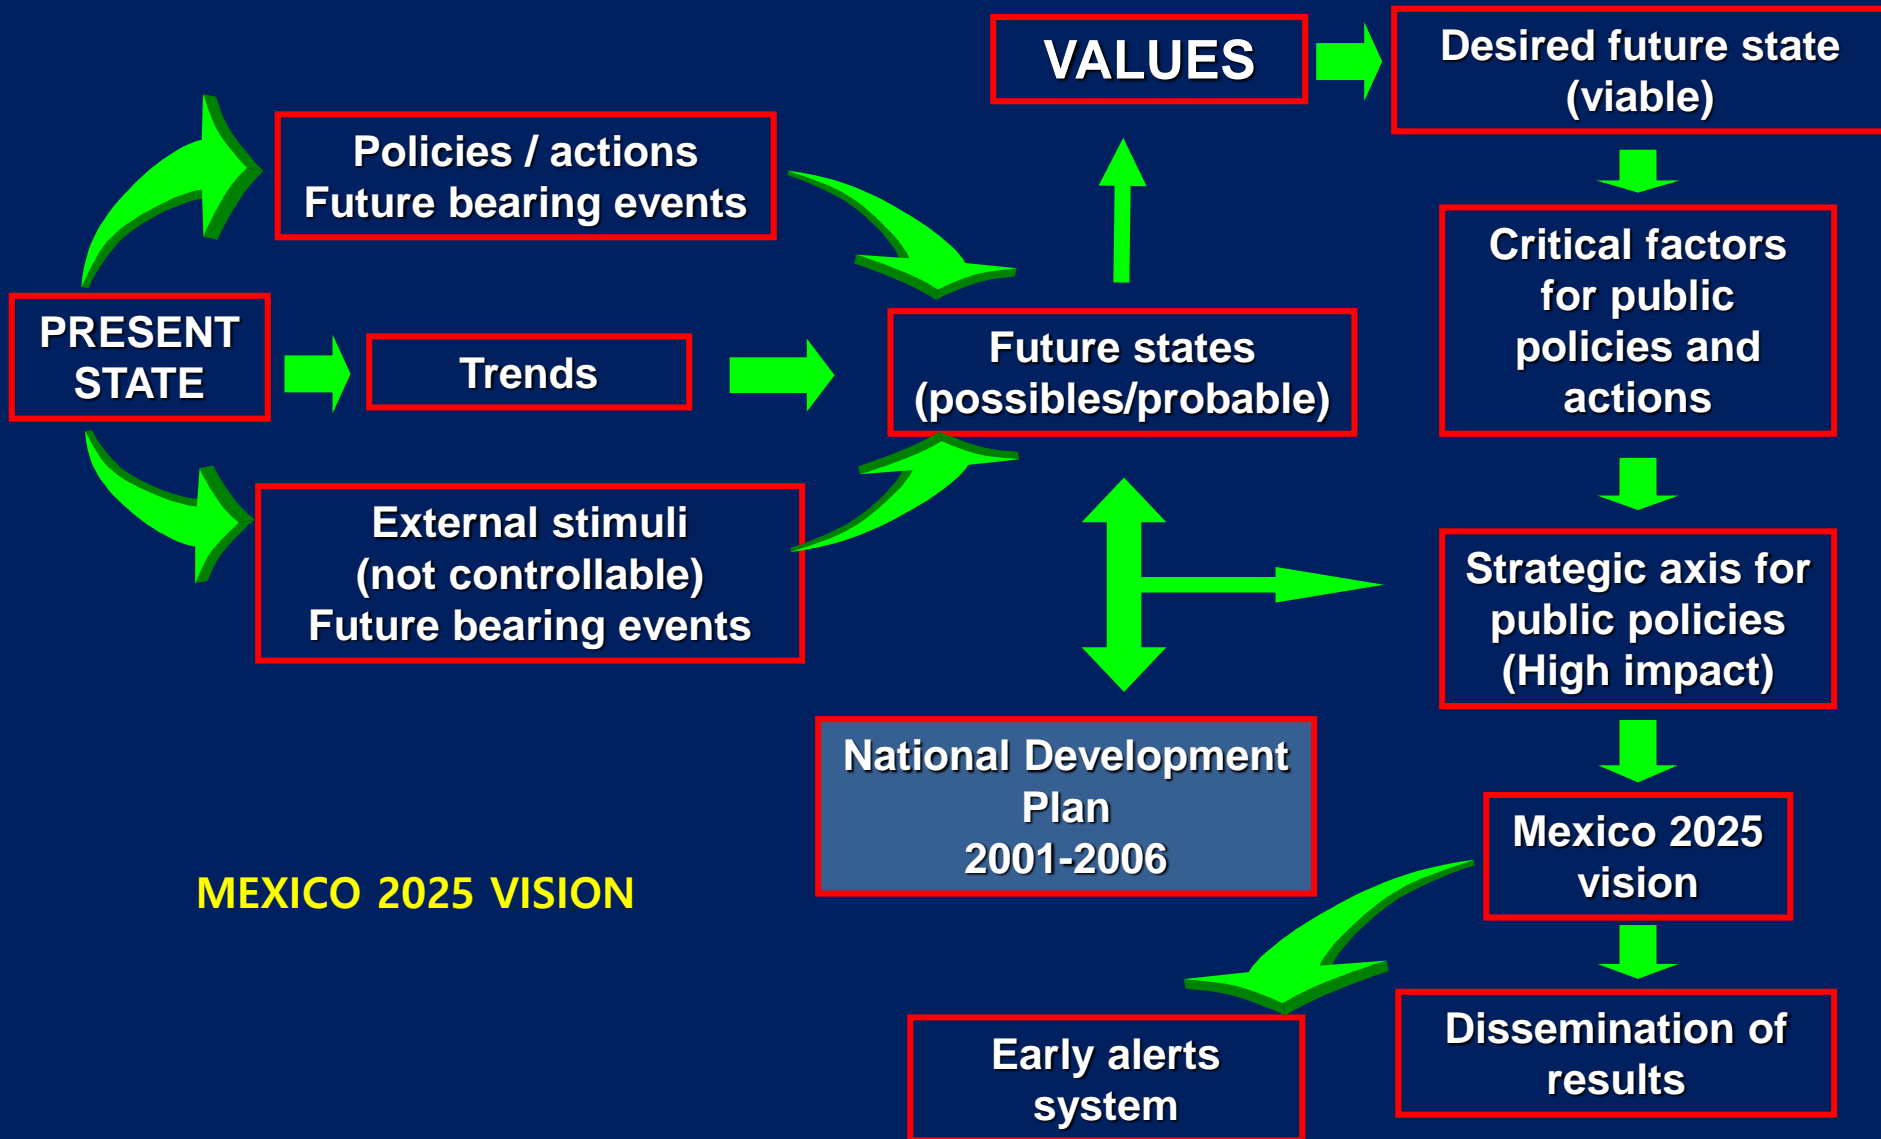 VALUES
Desired future state
(viable)
Policies / actions
Future bearing events
Critical factors
for public
policies and
actions
PRESENT
STATE
Trends
Future states
(possibles/probable)
External stimuli
(not controllable)
Future bearing events
Strategic axis for
public policies
(High impact)
National Development
Plan
2001-2006
Mexico 2025
vision
MEXICO 2025 VISION
Early alerts
system
Dissemination of
results